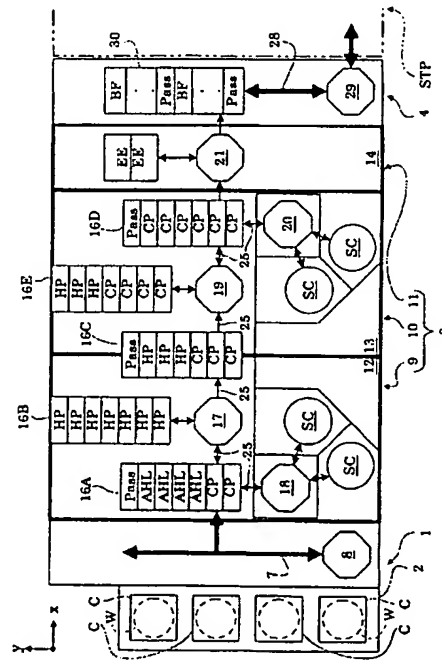 y
x
C
W
C
W
C
C
W
C
2
1
7
8
16A
Pass
AHL
AHL
AHL
AHL
CP
CP
25
18
SC
SC
16B
HP
HP
HP
HP
HP
HP
HP
17
25
16C
Pass
HP
HP
HP
CP
CP
CP
25
12
13
9
16E
HP
HP
HP
CP
CP
CP
CP
19
25
16D
Pass
CP
CP
CP
CP
CP
CP
20
SC
SC
10
EE
EE
21
14
11
30
BF
Pass
BF
Pass
28
29
4
STP